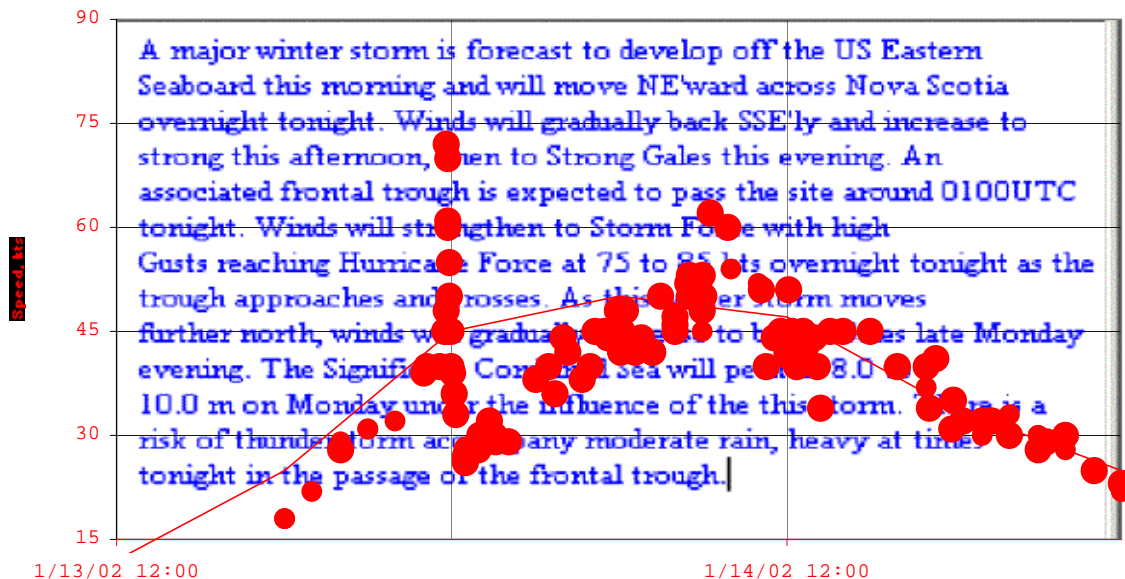 90
A major winter storm is forecast to develop off the US Eastern
Seaboard this morning and will move NE'ward across Nova Scotia
75
overnight tonight. Winds will gradually back SSE'ly and increase to
strong this afternoon, then to Strong Gales this evening. An
associated frontal trough is expected to pass the site around 0100UTC
60
tonight. Winds will strengthen to Storm Force with high
Gusts reaching Hurricane Force at 75 to 85 kts overnight tonight as the
trough approaches and crosses. As this storm moves
45
further north, winds will gradually to late Monday
evening. The Significant Combined Sea will 8.0
10.0 m on Monday under the influence of the this storm. There is a
30
risk of thunderstorm accompany moderate rain, heavy at times
tonight in the passage of the frontal trough.
15
Speed, kts
1/13/02 12:00
1/14/02 12:00